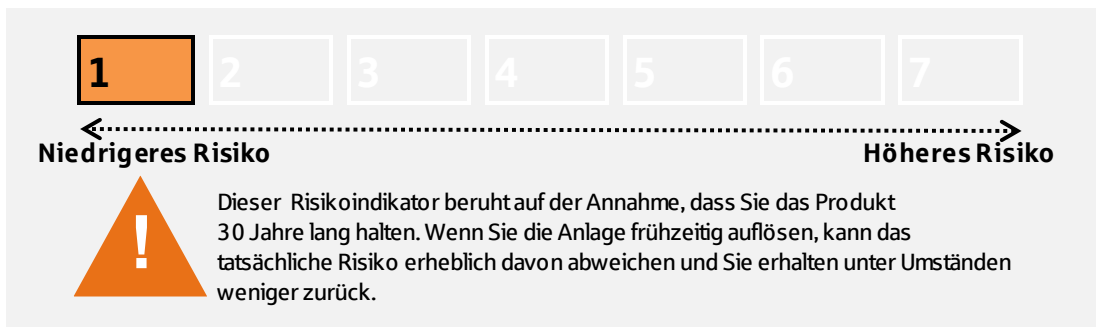 1 2 3 4 5 6 7
Niedrigeres Risiko Höheres Risiko
!
Dieser Risikoindikator beruht auf der Annahme, dass Sie das Produkt
30 Jahre lang halten. Wenn Sie die Anlage frühzeitig auflösen, kann das
tatsächliche Risiko erheblich davon abweichen und Sie erhalten unter Umständen
weniger zurück.